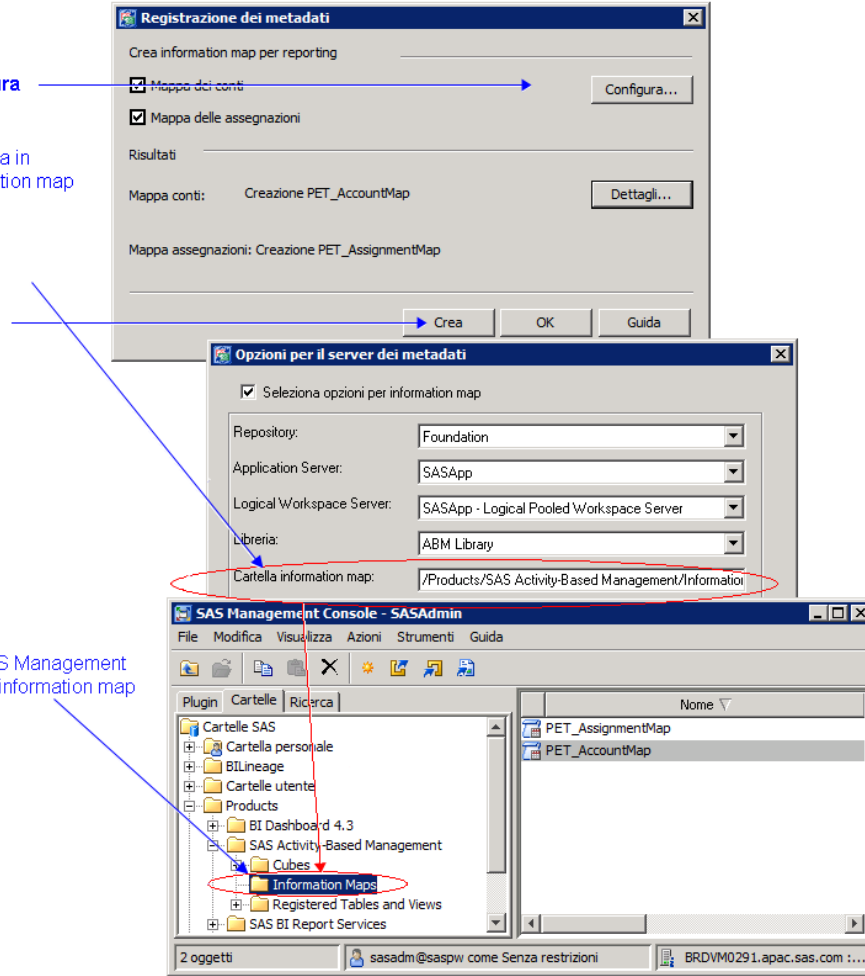 Registrazione dei metadati
Crea information map per reporting
ura
Mappa dei conti
Configura...
Mappa delle assegnazioni
a in
tion map
Risultati
Mappa conti: Creazione PET_AccountMap
Dettagli...
Mappa assegnazioni: Creazione PET_AssignmentMap
Crea OK Guida
Opzioni per il server dei metadati
Seleziona opzioni per information map
Repository: Foundation
Application Server: SASApp
Logical Workspace Server: SASApp - Logical Pooled Workspace Server
Libreria: ABM Library
Cartella information map: /Products/SAS Activity-Based Management/Information
SAS Management Console - SASAdmin
File Modifica Visualizza Azioni Strumenti Guida
S Management
information map
Plugin Cartelle Ricerca
Nome
Cartelle SAS
Cartella personale
BILineage
Cartelle utente
Products
BI Dashboard 4.3
SAS Activity-Based Management
Cubes
Information Maps
Registered Tables and Views
SAS BI Report Services
PET_AssignmentMap
PET_AccountMap
2 oggetti
sasadm@saspw come Senza restrizioni
BRDVM0291.apac.sas.com :...